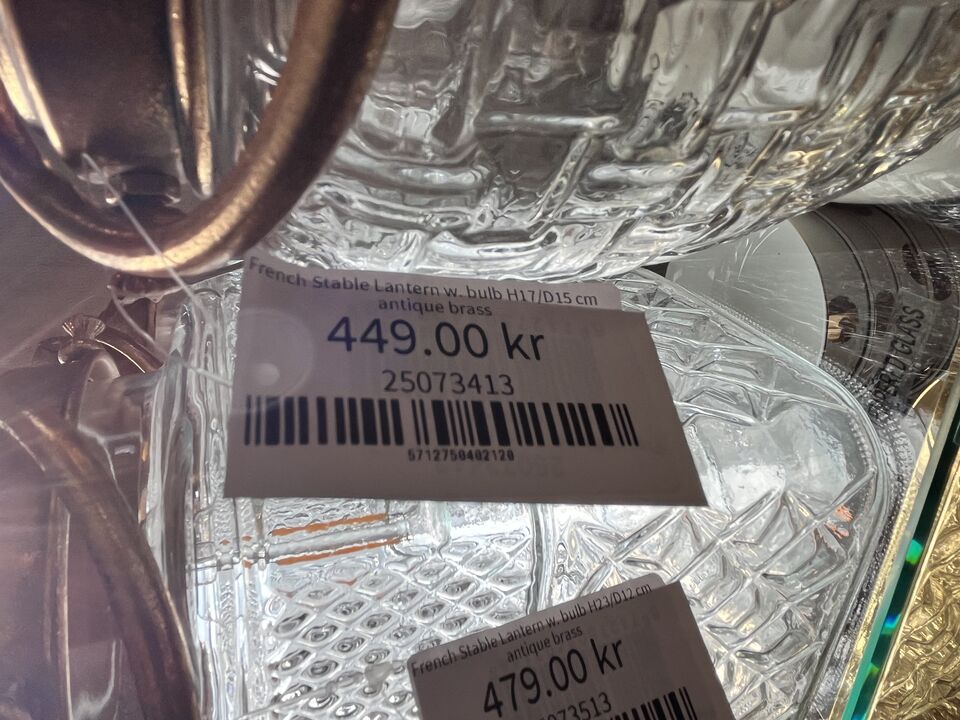 French Stable Lantern w. bulb H17/D15 cm
antique brass
449.00 kr
25073413
5712750402120
French Stable Lantern w. bulb H23/D12 cm
antique brass
479.00 kr
GLASS